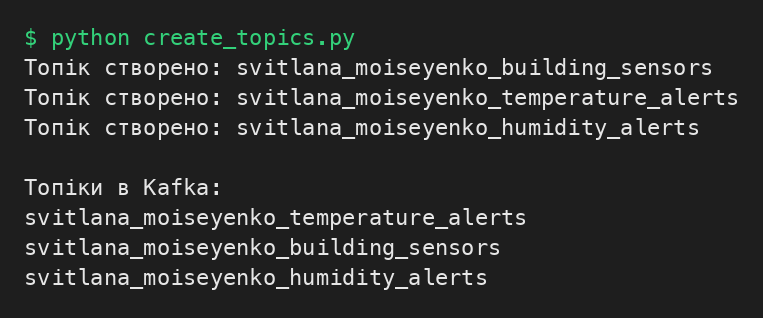 $ python create_topics.py
Топік створено: svitlana_moiseyenko_building_sensors
Топік створено: svitlana_moiseyenko_temperature_alerts
Топік створено: svitlana_moiseyenko_humidity_alerts
Топіки в Kafka:
svitlana_moiseyenko_temperature_alerts
svitlana_moiseyenko_building_sensors
svitlana_moiseyenko_humidity_alerts